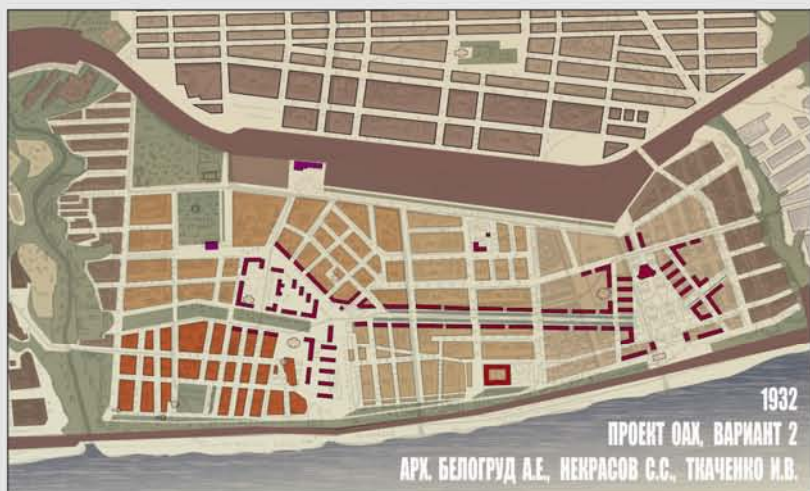 1932
ПРОЕКТ ОАХ, ВАРИАНТ 2
АРХ. БЕЛОГРУД А.Е., НЕКРАСОВ С.С., ТКАЧЕНКО И.В.